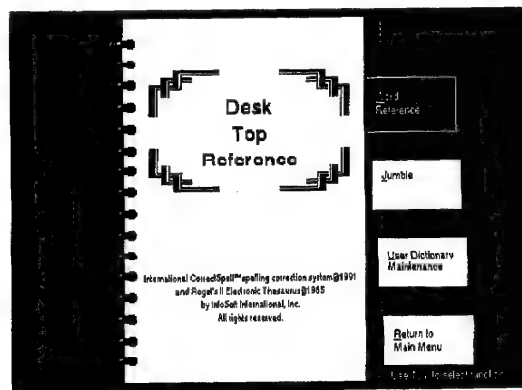 Desk
Top
Reference
International CorrectSpell™ spelling correction system©1991
and Roget's II Electronic Thesaurus©1965
by InfoSoft International, Inc.
All rights reserved.
Reference
Jumble
User Dictionary
Maintenance
Return to
Main Menu